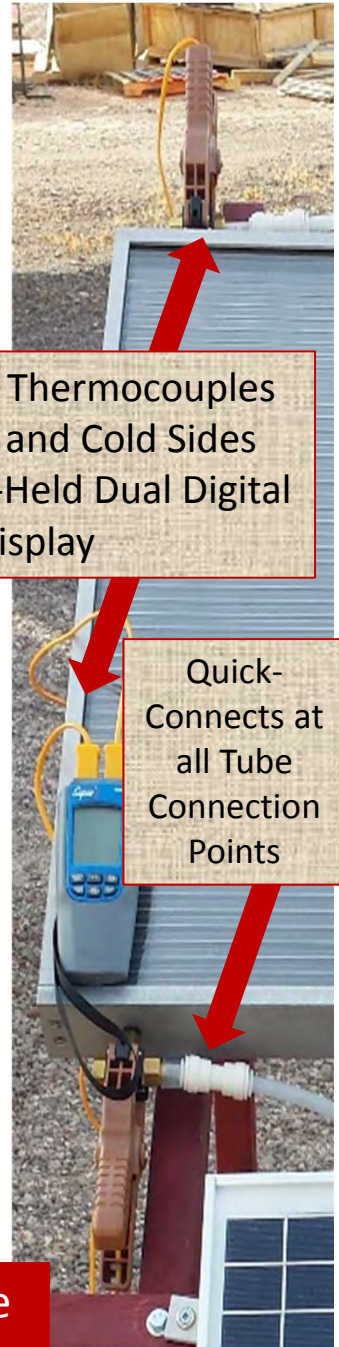 Thermocouples
and Cold Sides
-Held Dual Digital
isplay
Quick-
Connects at
all Tube
Connection
Points
e